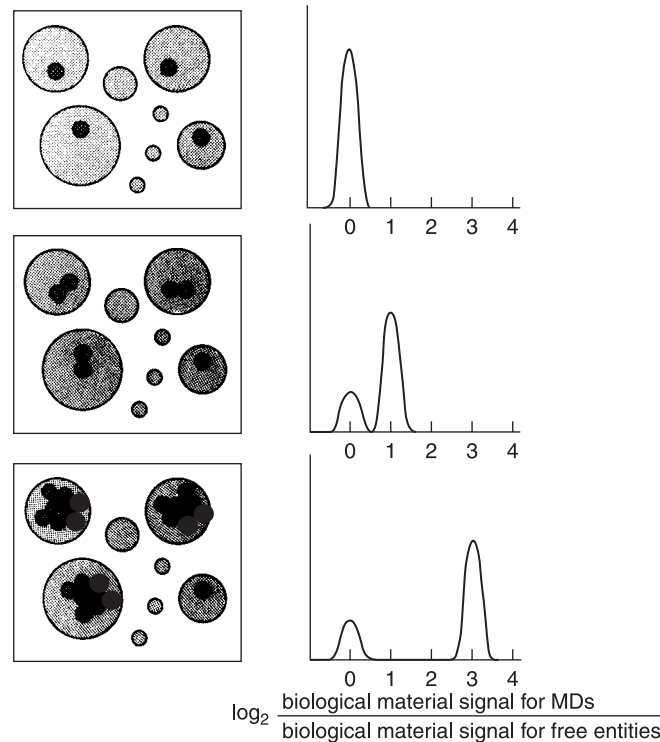 0 1 2 3 4
0 1 2 3 4
0 1 2 3 4
log2 biological material signal for MDs
biological material signal for free entities